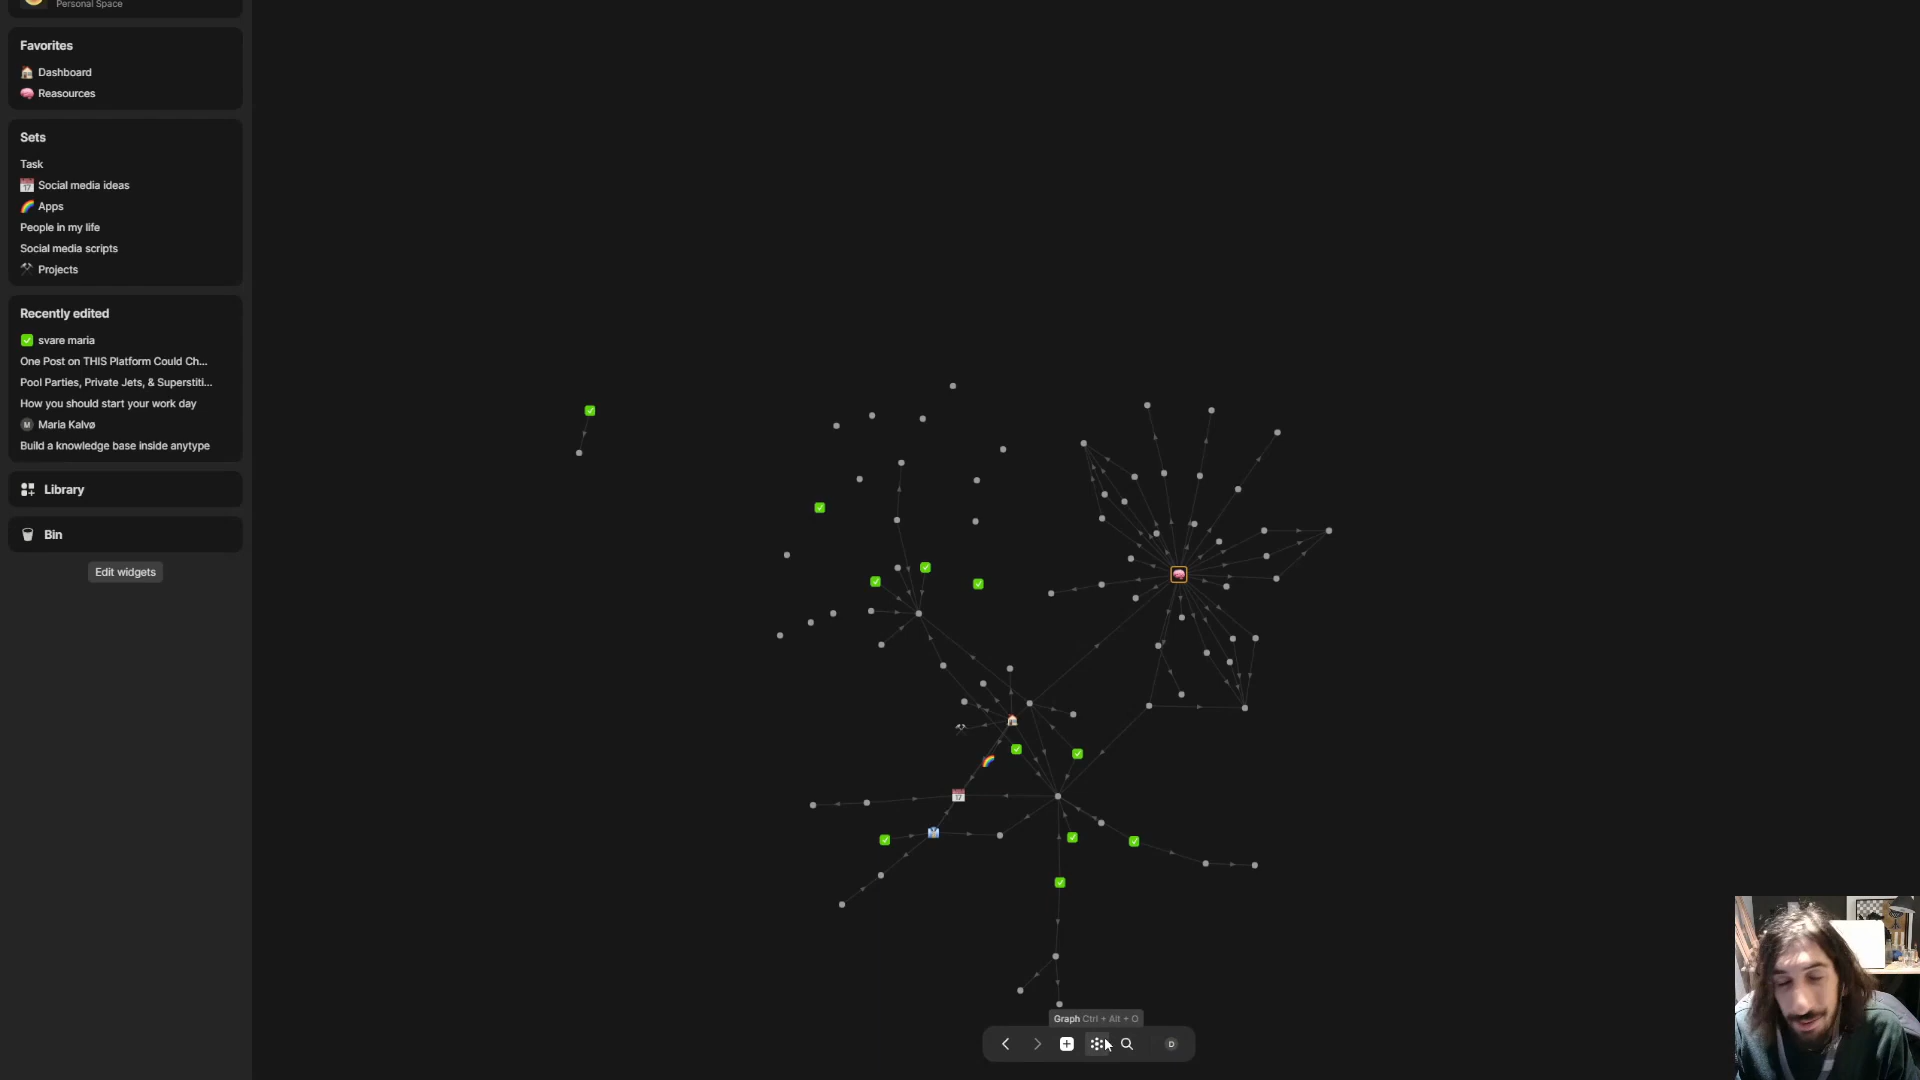 Personal Space
Favorites
Dashboard
Reasources
Sets
Task
Social media ideas
Apps
People in my life
Social media scripts
Projects
Recently edited
svare maria
One Post on THIS Platform Could Ch...
Pool Parties, Private Jets, & Superstiti...
How you should start your work day
M Maria Kalvø
Build a knowledge base inside anytype
Library
Bin
Edit widgets
17
17
Graph Ctrl + Alt + O
D